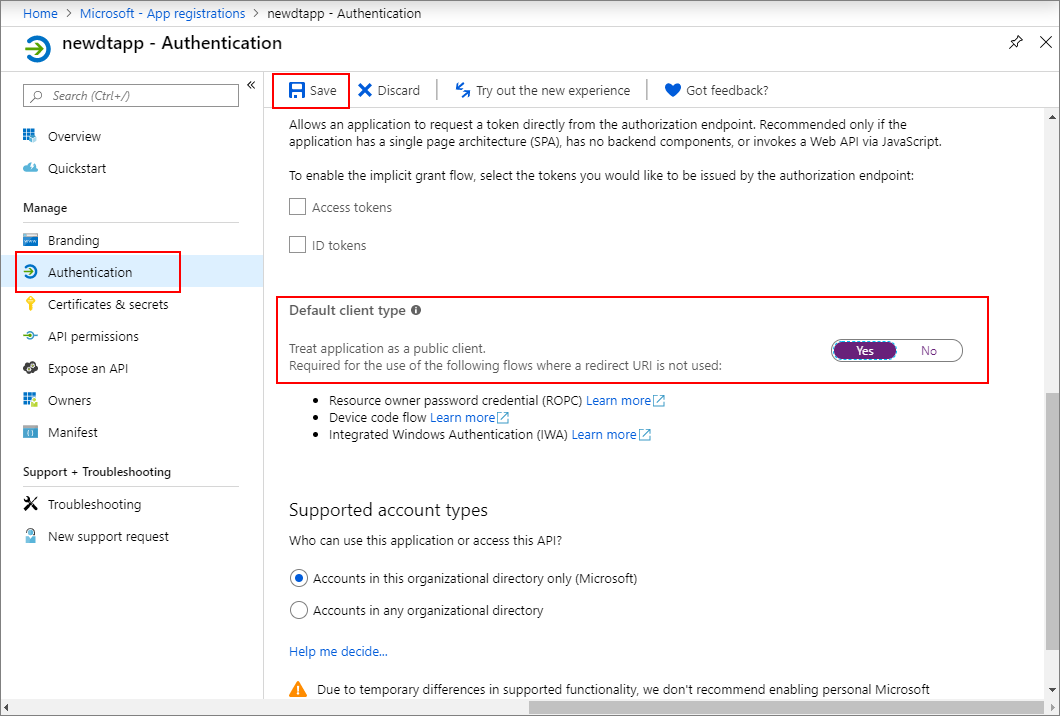 Home > Microsoft - App registrations > newdtapp - Authentication
newdtapp - Authentication
Search (Ctrl+/)
«
Overview
Quickstart
Manage
Branding
Authentication
Certificates & secrets
API permissions
Expose an API
Owners
Manifest
Support + Troubleshooting
Troubleshooting
New support request
Save
Discard
Try out the new experience
Got feedback?
Allows an application to request a token directly from the authorization endpoint. Recommended only if the
application has a single page architecture (SPA), has no backend components, or invokes a Web API via JavaScript.
To enable the implicit grant flow, select the tokens you would like to be issued by the authorization endpoint:
Access tokens
ID tokens
Default client type
Treat application as a public client.
Required for the use of the following flows where a redirect URI is not used:
Yes No
• Resource owner password credential (ROPC) Learn more
• Device code flow Learn more
• Integrated Windows Authentication (IWA) Learn more
Supported account types
Who can use this application or access this API?
Accounts in this organizational directory only (Microsoft)
Accounts in any organizational directory
Help me decide...
Due to temporary differences in supported functionality, we don't recommend enabling personal Microsoft